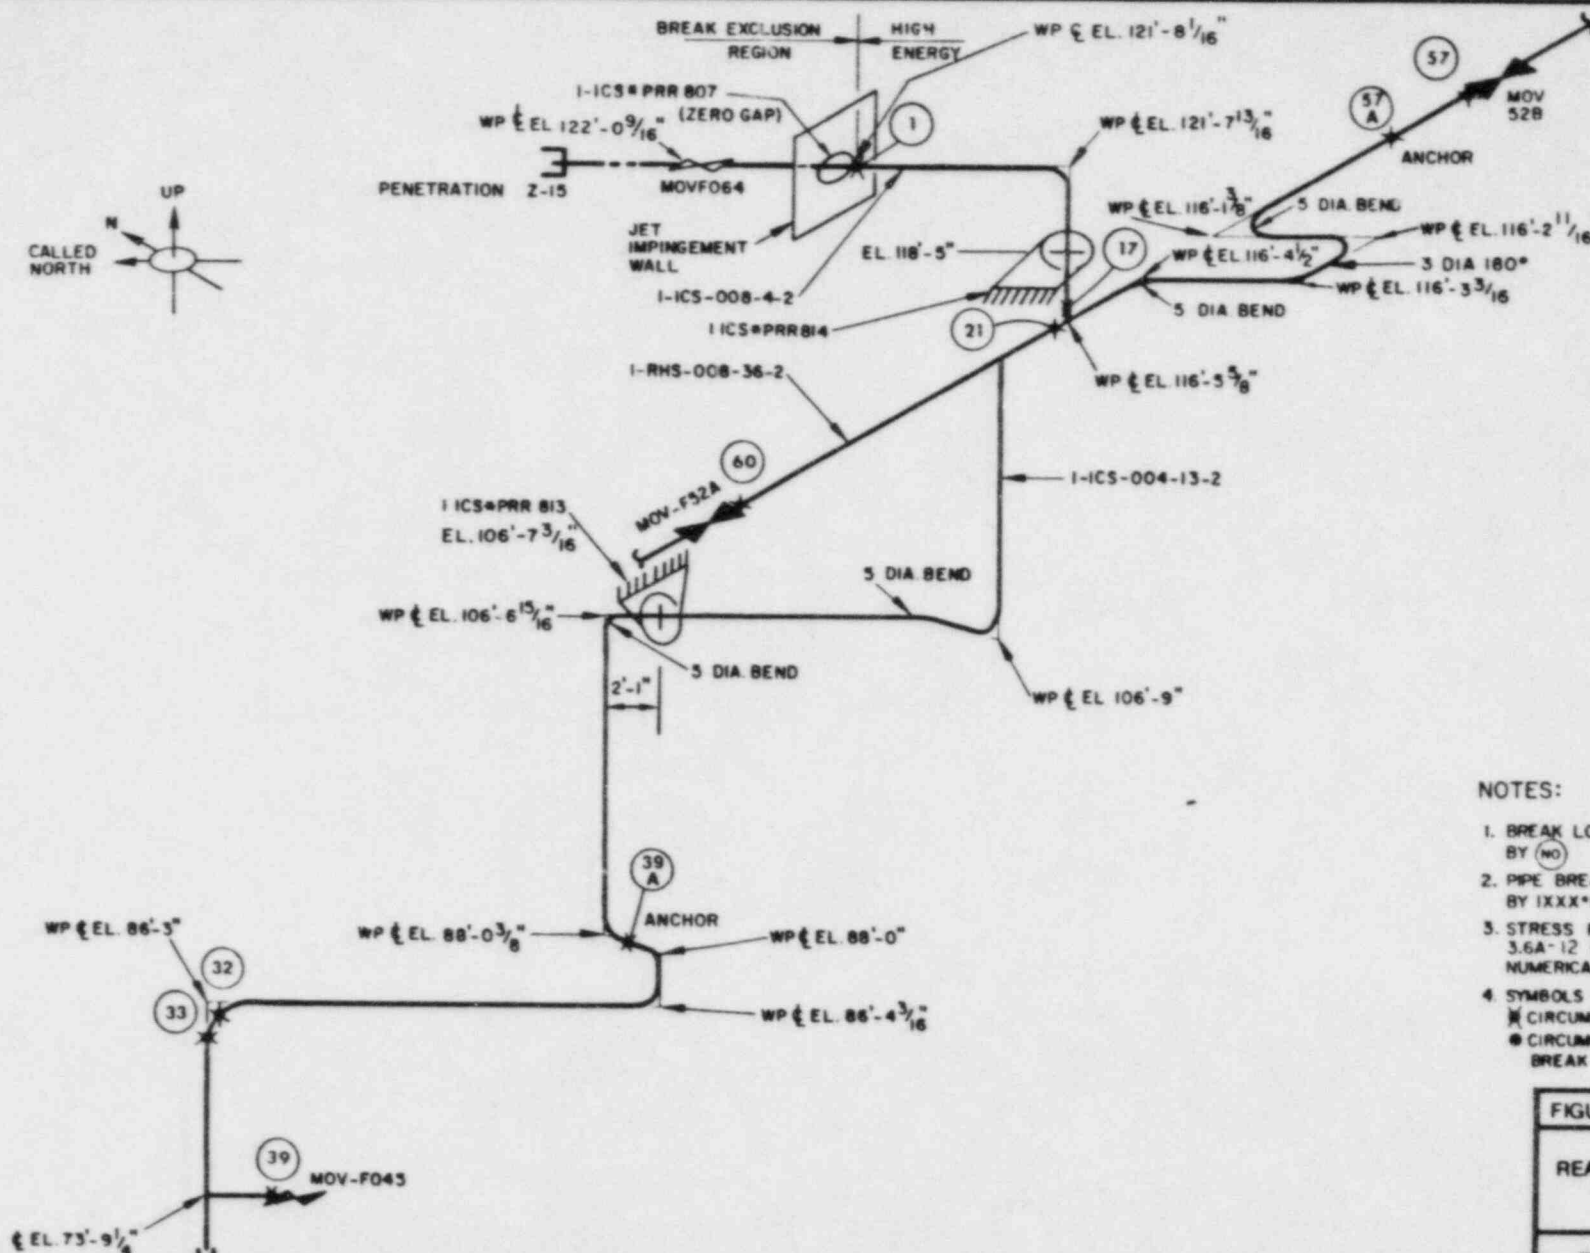 BREAK EXCLUSION
REGION
HIGH
ENERGY
WP ℄ EL. 121'-8 1/16"
1-ICS*PRR 807
(ZERO GAP)
WP ℄ EL 122'-0 9/16"
1
WP ℄ EL. 121'-7 13/16"
57
57
A
MOV
52B
ANCHOR
PENETRATION Z-15
MOVF064
UP
N
CALLED
NORTH
JET
IMPINGEMENT
WALL
WP ℄ EL. 116'-1 3/8"
5 DIA. BEND
WP ℄ EL. 116'-2 11/16
EL. 118'-5"
17
WP ℄ EL. 116'-4 1/2"
3 DIA 180°
WP ℄ EL. 116'-3 3/16
5 DIA BEND
1-ICS-008-4-2
1 ICS*PRR814
21
1-RHS-008-36-2
WP ℄ EL. 116'-5 5/8"
60
MOV-F52A
1-ICS-004-13-2
1 ICS*PRR 813
EL. 106'-7 3/16"
5 DIA. BEND
WP ℄ EL. 106'-6 15/16"
5 DIA. BEND
2'-1"
WP ℄ EL 106'-9"
39
A
ANCHOR
WP ℄ EL. 86'-3"
WP ℄ EL. 88'-0 3/8"
WP ℄ EL. 88'-0"
32
33
WP ℄ EL. 86'-4 3/16"
39
MOV-F045
℄ EL. 73'-9 1/4"
NOTES:
1. BREAK LO
BY NO
2. PIPE BRE
BY 1XXX*
3. STRESS
3.6A-12
NUMERICA
4. SYMBOLS
CIRCUM
CIRCUM
BREAK
FIGU
REA